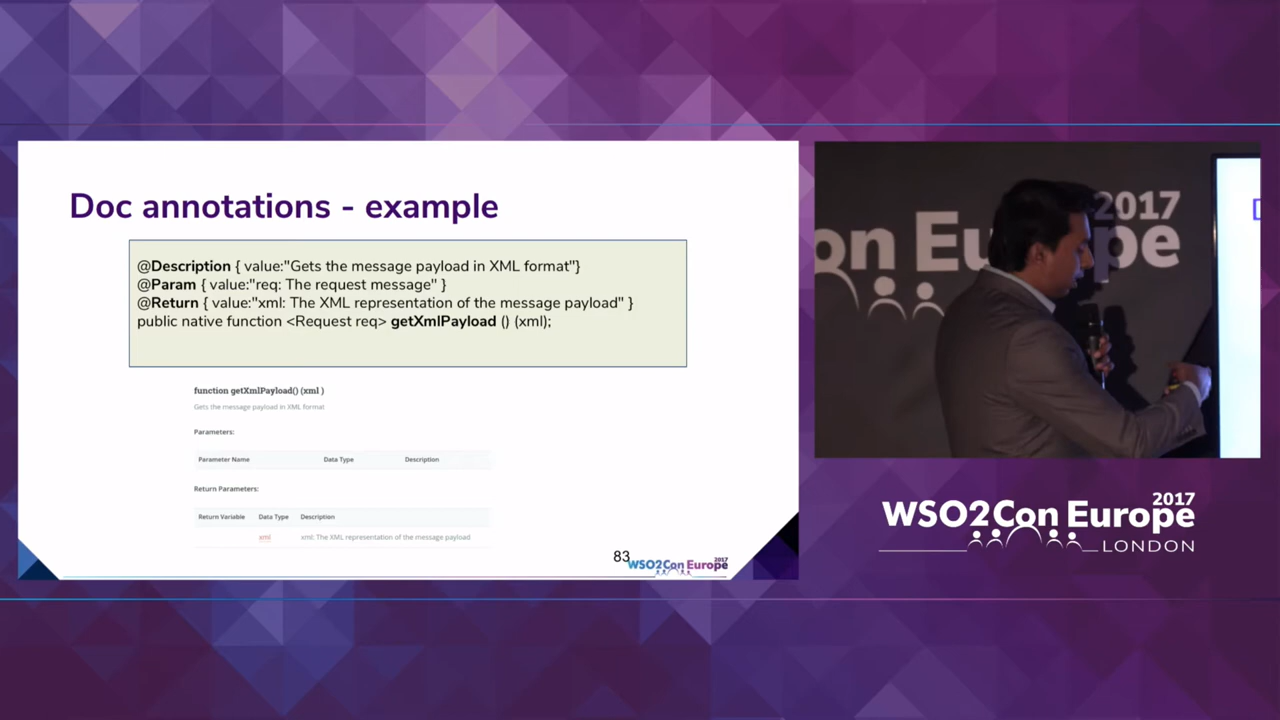 Doc annotations - example
@Description { value:"Gets the message payload in XML format"}
@Param { value:"req: The request message" }
@Return { value:"xml: The XML representation of the message payload" }
public native function <Request req> getXmlPayload () (xml);
function getXmlPayload() (xml )
Gets the message payload in XML format
Parameters:
Parameter Name Data Type Description
Return Parameters:
Return Variable Data Type Description
xml xml: The XML representation of the message payload
83
WSO2Con Europe 2017
2017
on Europe
WSO2Con Europe 2017
LONDON